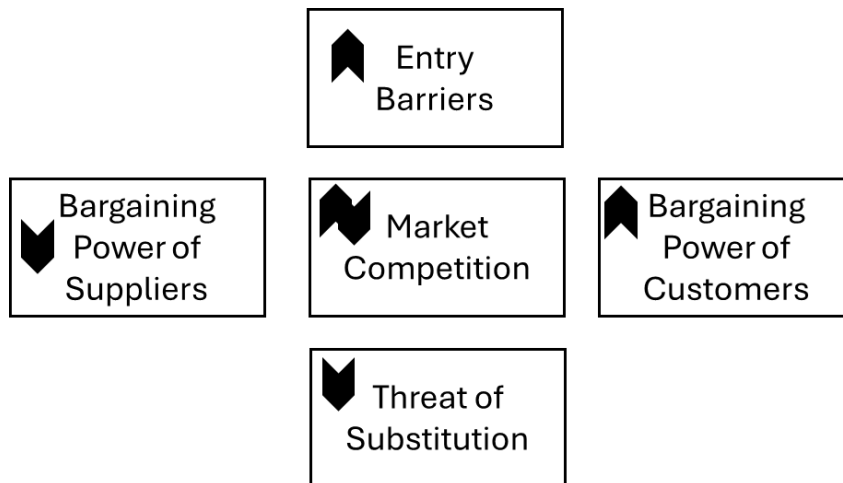 Entry
Barriers
Bargaining
Power of
Suppliers
Market
Competition
Bargaining
Power of
Customers
Threat of
Substitution